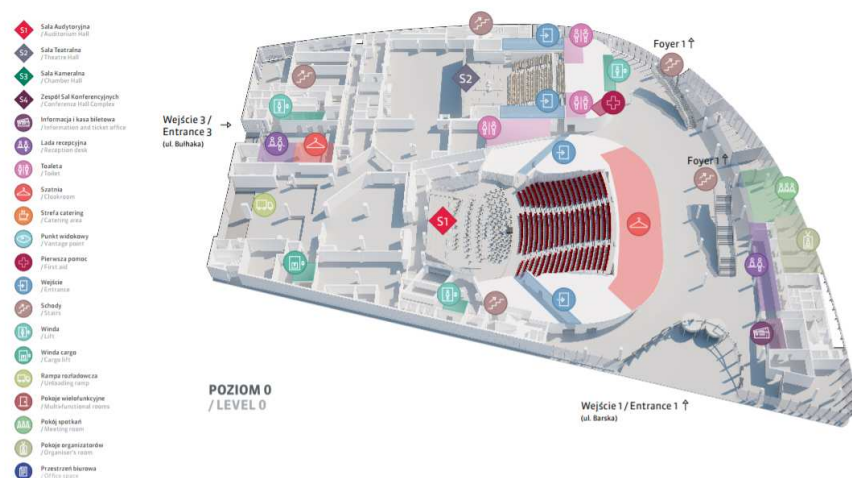 S1
Sala Audytoryjna
/ Auditorium Hall
S2
Sala Teatralna
/ Theatre Hall
S3
Sala Kameralna
/ Chamber Hall
S4
Zespół Sal Konferencyjnych
/ Conference Hall Complex
Informacja i kasa biletowa
/ Information and ticket office
Lada recepcyjna
/ Reception desk
Toaleta
/ Toilet
Szatnia
/ Cloakroom
Strefa catering
/ Catering area
Punkt widokowy
/ Vantage point
Pierwsza pomoc
/ First aid
Wejście
/ Entrance
Schody
/ Stairs
Winda
/ Lift
Winda cargo
/ Cargo lift
Rampa rozładowcza
/ Unloading ramp
Pokoje wielofunkcyjne
/ Multifunctional rooms
Pokój spotkań
/ Meeting room
Pokoje organizatorów
/ Organiser's room
Przestrzeń biurowa
/ Office space
Wejście 3 /
Entrance 3
(ul. Bułhaka)
S2
Foyer 1
Foyer 1
S1
POZIOM 0
/ LEVEL 0
Wejście 1 / Entrance 1
(ul. Barska)